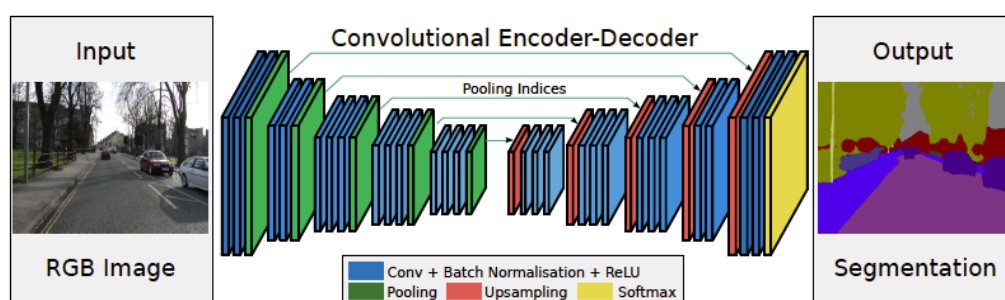 Input
RGB Image
Convolutional Encoder-Decoder
Pooling Indices
Conv + Batch Normalisation + ReLU
Pooling Upsampling Softmax
Output
Segmentation